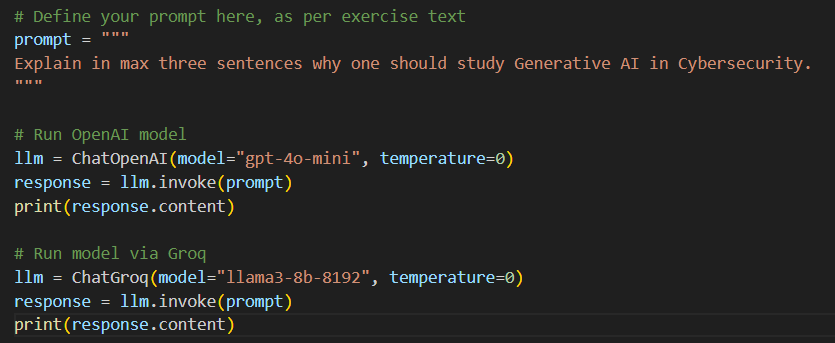 # Define your prompt here, as per exercise text
prompt = """
Explain in max three sentences why one should study Generative AI in Cybersecurity.
"""
# Run OpenAI model
llm = ChatOpenAI(model="gpt-4o-mini", temperature=0)
response = llm.invoke(prompt)
print(response.content)
# Run model via Groq
llm = ChatGroq(model="llama3-8b-8192", temperature=0)
response = llm.invoke(prompt)
print(response.content)